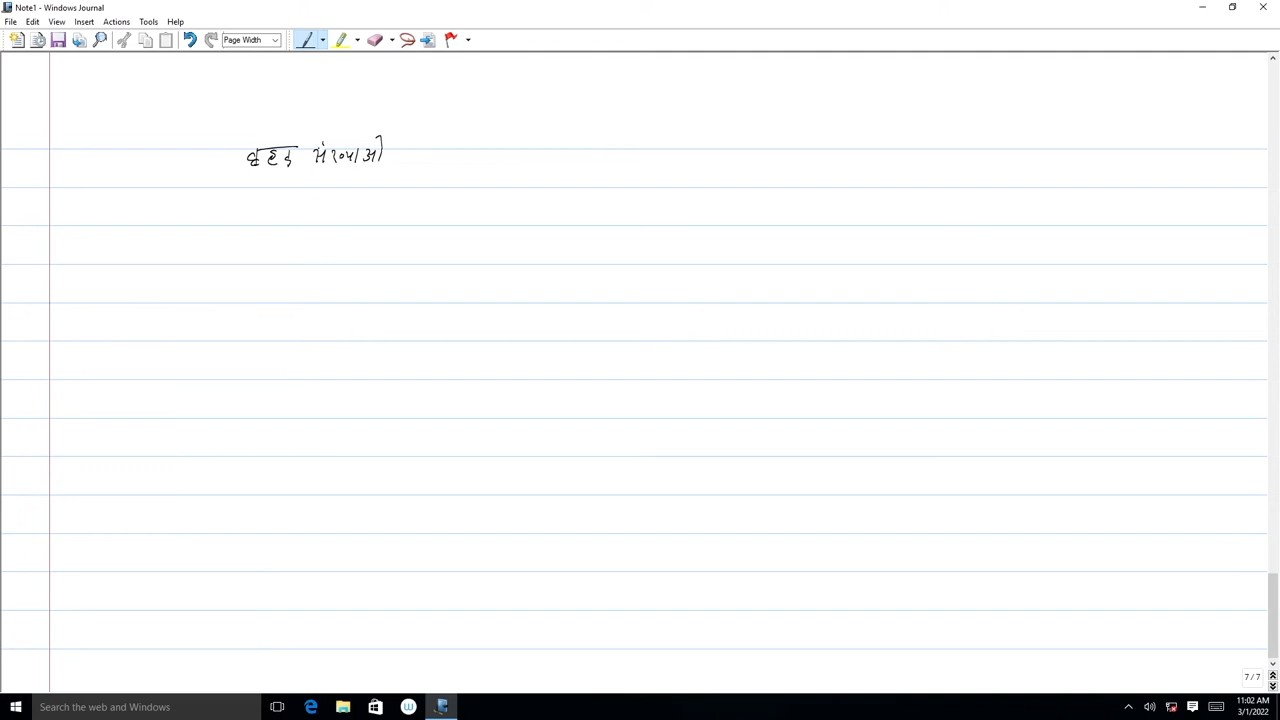 Note1 - Windows Journal
File Edit View Insert Actions Tools Help
Page Width
7/7
Search the web and Windows
11:02 AM
3/1/2022